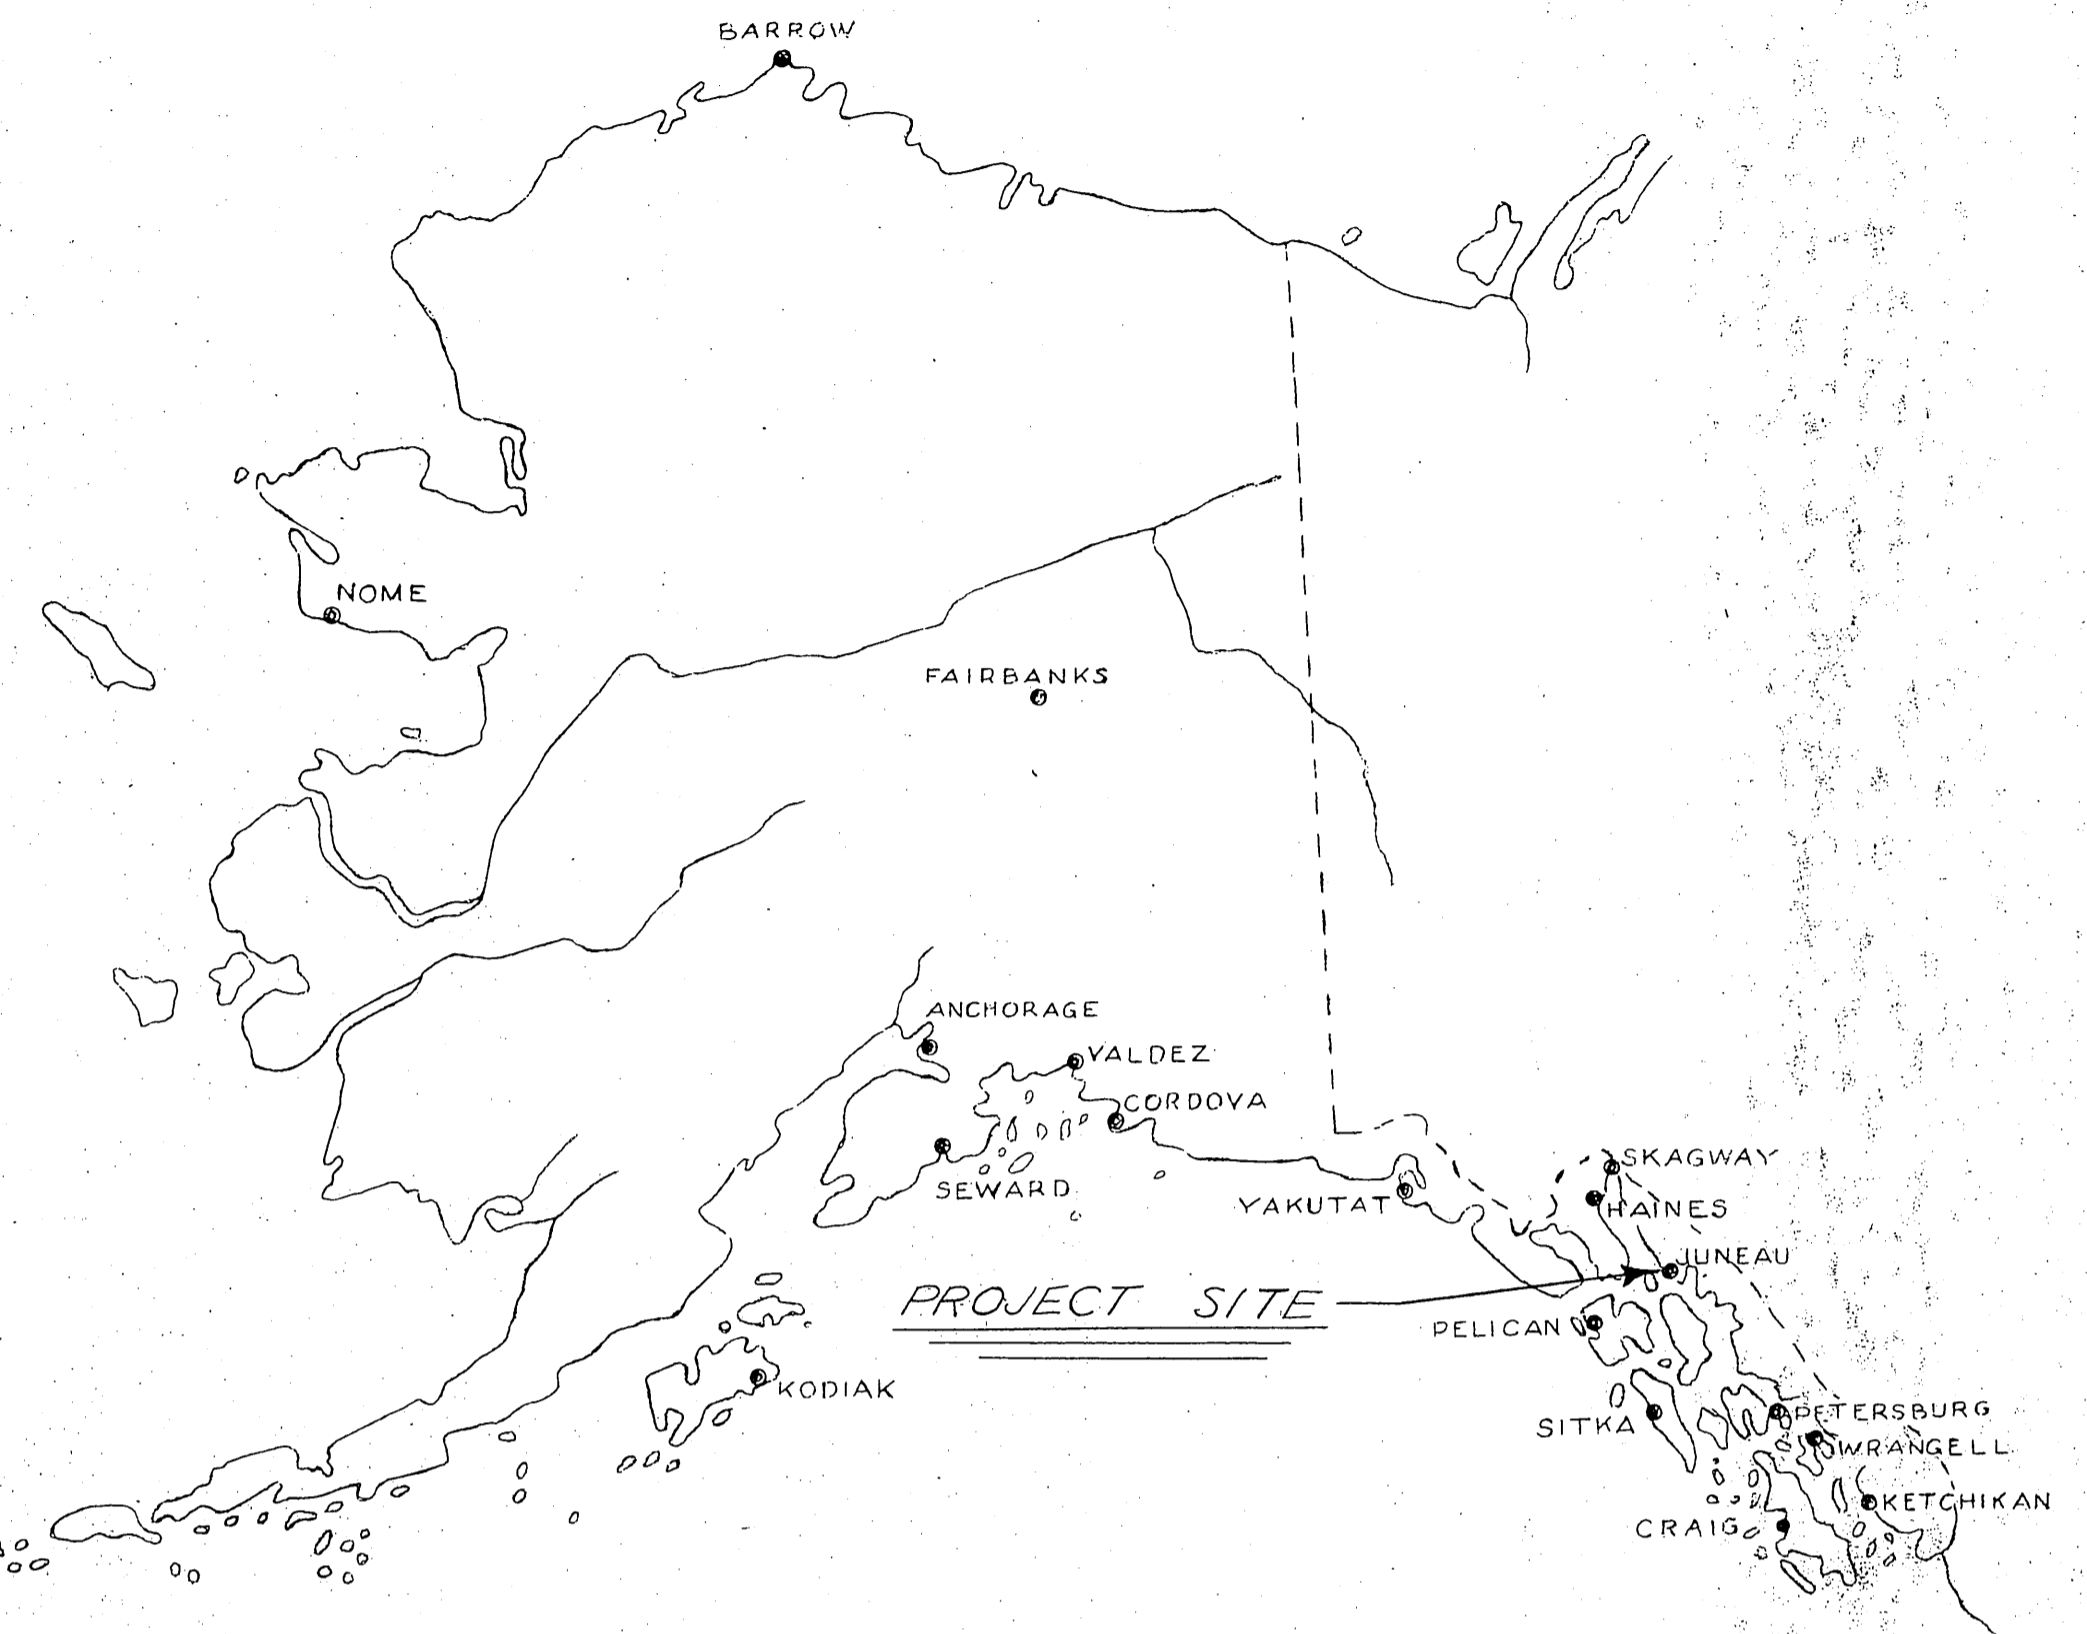 BARROW
NOME
FAIRBANKS
ANCHORAGE
VALDEZ
CORDOVA
SEWARD
SKAGWAY
YAKUTAT
HAINES
JUNEAU
PROJECT SITE
PELICAN
KODIAK
PETERSBURG
SITKA
WRANGELL
KETCHIKAN
CRAIG